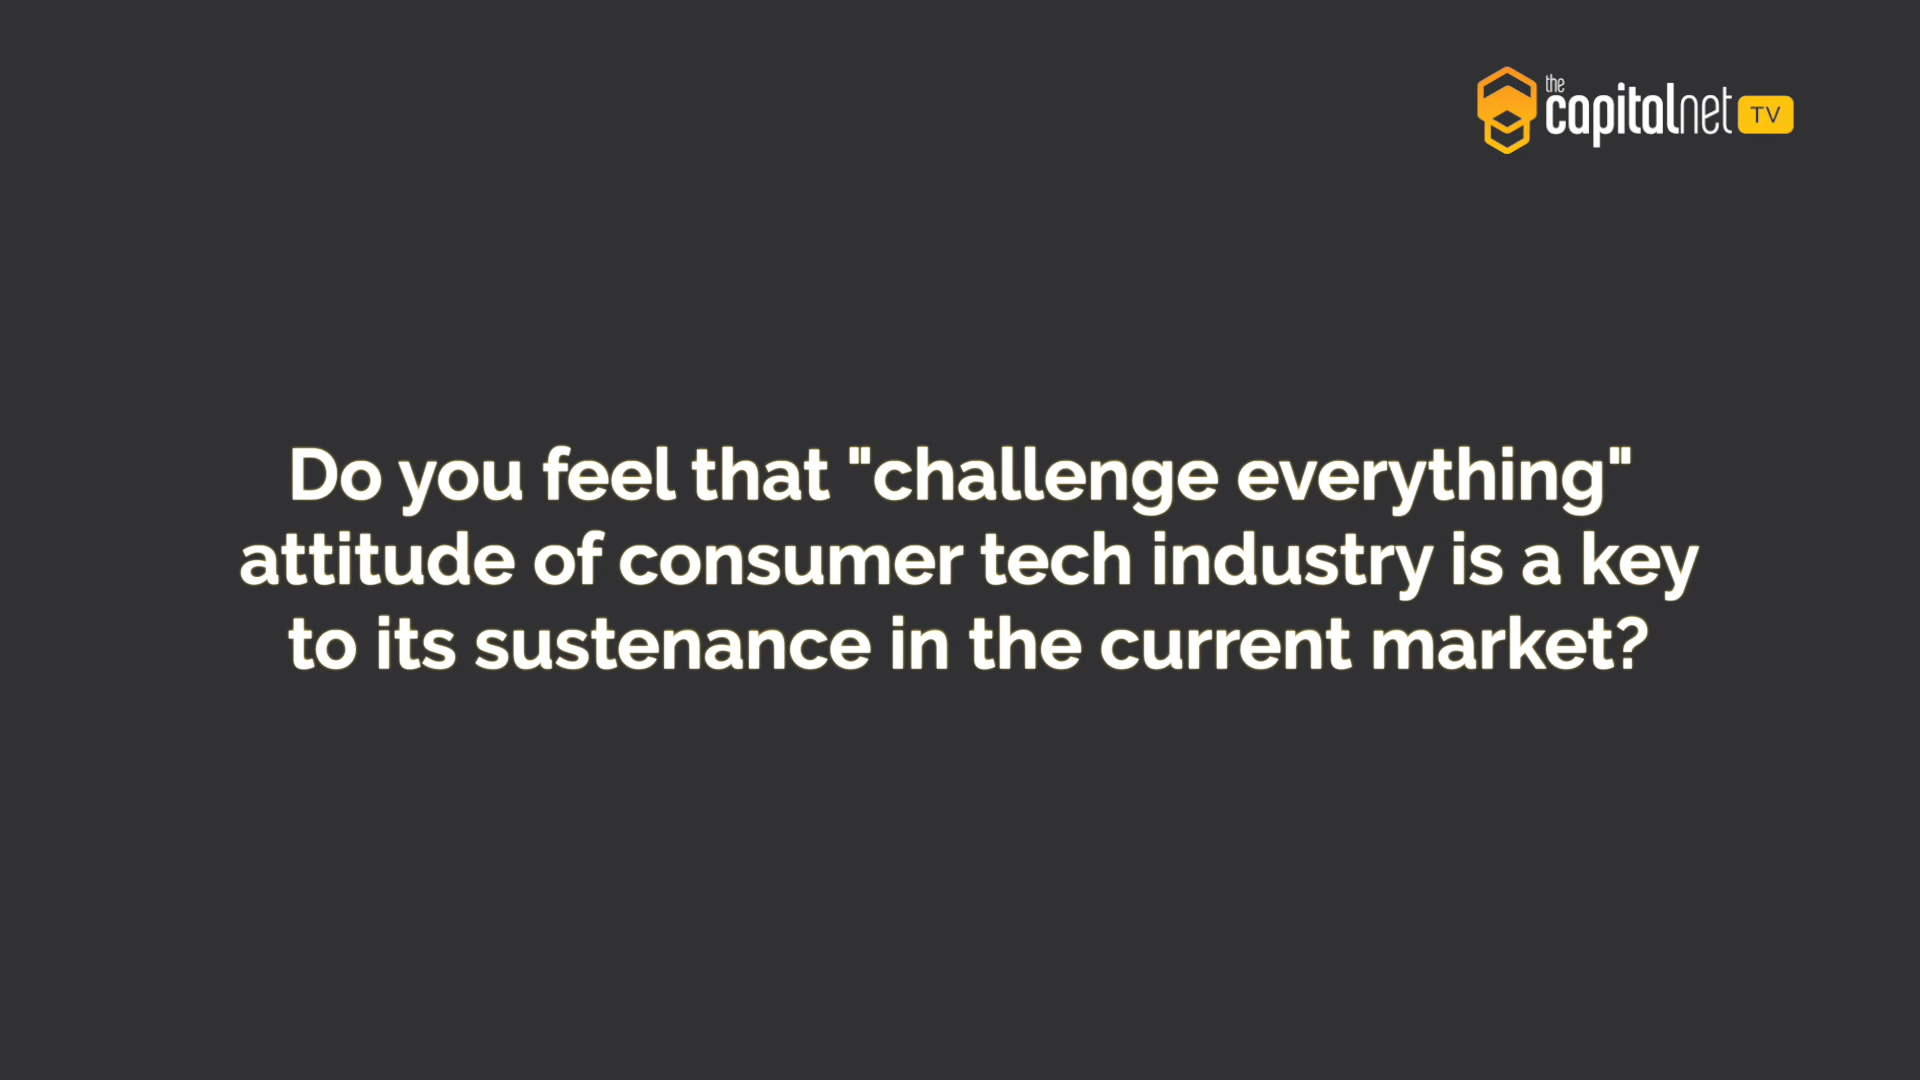 the
capitalnet TV
Do you feel that "challenge everything"
attitude of consumer tech industry is a key
to its sustenance in the current market?